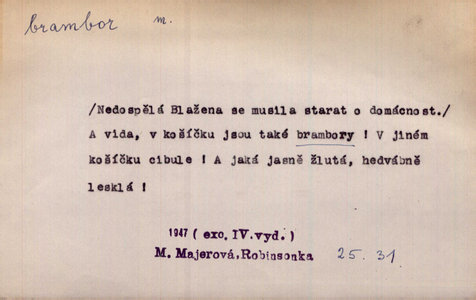 brambor m.
/Nedospělá Blažena se musila starat o domácnost./
A vida, v košíčku jsou také brambory ! V jiném
košíčku cibule ! A jaká jasně žlutá, hedvábně
lesklá !
1947 ( exc. IV. vyd. )
M. Majerová, Robinsonka 25. 31